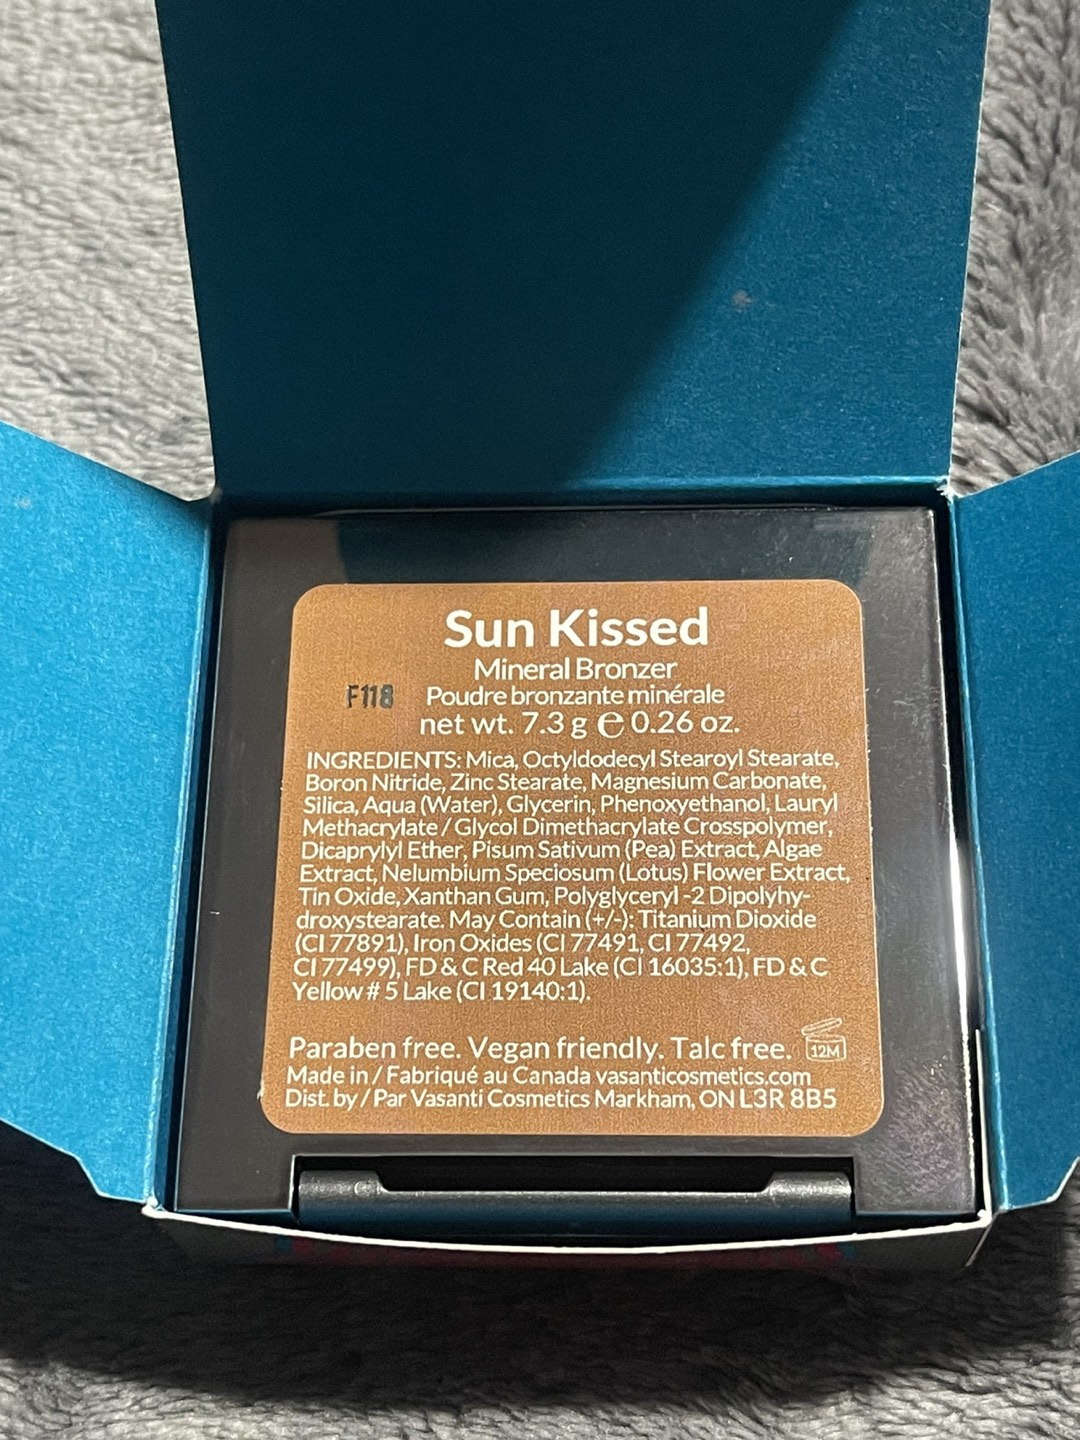 Sun Kissed
Mineral Bronzer
F118 Poudre bronzante minérale
net wt. 7.3 g ℮ 0.26 oz.
INGREDIENTS: Mica, Octyldodecyl Stearoyl Stearate,
Boron Nitride, Zinc Stearate, Magnesium Carbonate,
Silica, Aqua (Water), Glycerin, Phenoxyethanol, Lauryl
Methacrylate / Glycol Dimethacrylate Crosspolymer,
Dicaprylyl Ether, Pisum Sativum (Pea) Extract, Algae
Extract, Nelumbium Speciosum (Lotus) Flower Extract,
Tin Oxide, Xanthan Gum, Polyglyceryl -2 Dipolyhy-
droxystearate. May Contain (+/-): Titanium Dioxide
(CI 77891), Iron Oxides (CI 77491, CI 77492,
CI 77499), FD & C Red 40 Lake (CI 16035:1), FD & C
Yellow # 5 Lake (CI 19140:1).
Paraben free. Vegan friendly. Talc free. 12M
Made in / Fabriqué au Canada vasanticosmetics.com
Dist. by / Par Vasanti Cosmetics Markham, ON L3R 8B5